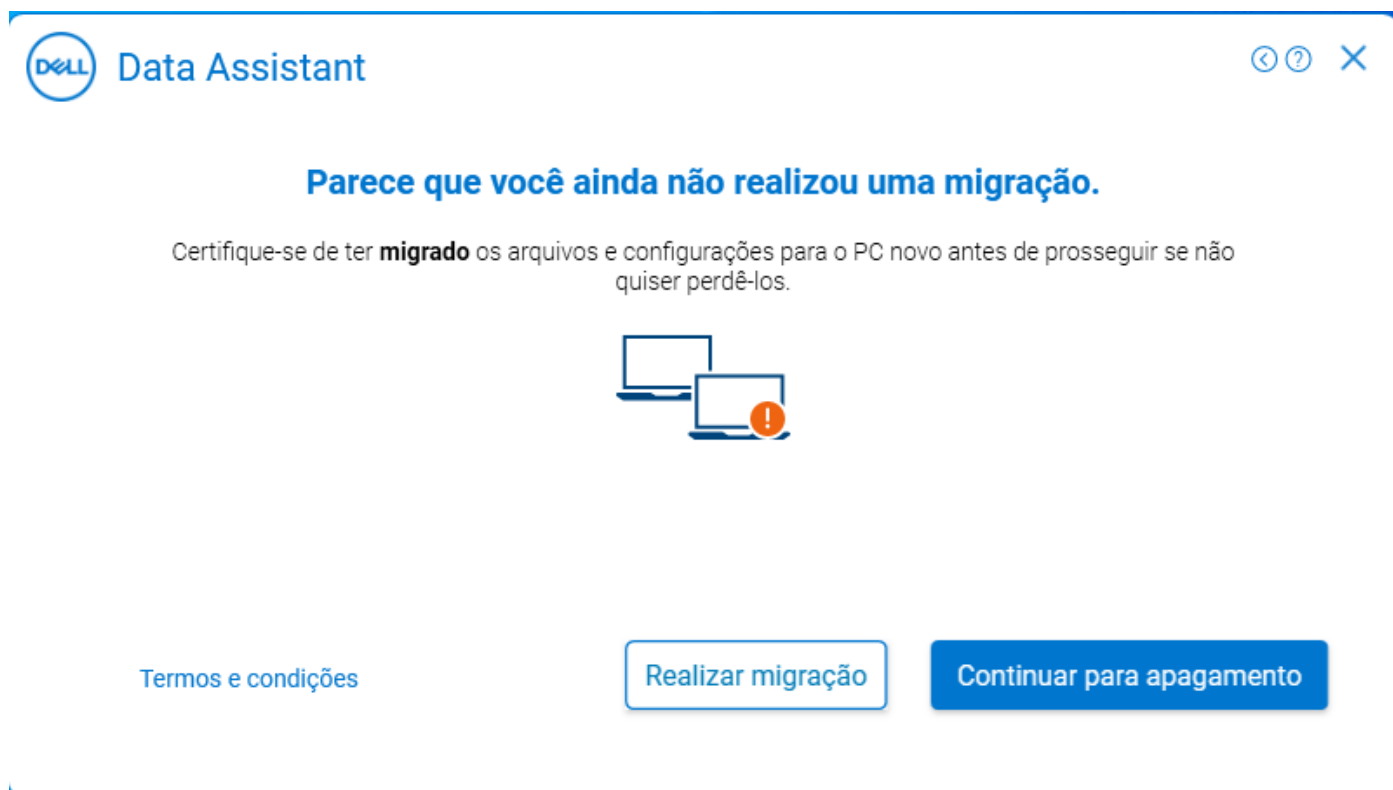 DELL Data Assistant
Parece que você ainda não realizou uma migração.
Certifique-se de ter migrado os arquivos e configurações para o PC novo antes de prosseguir se não
quiser perdê-los.
Termos e condições
Realizar migração
Continuar para apagamento